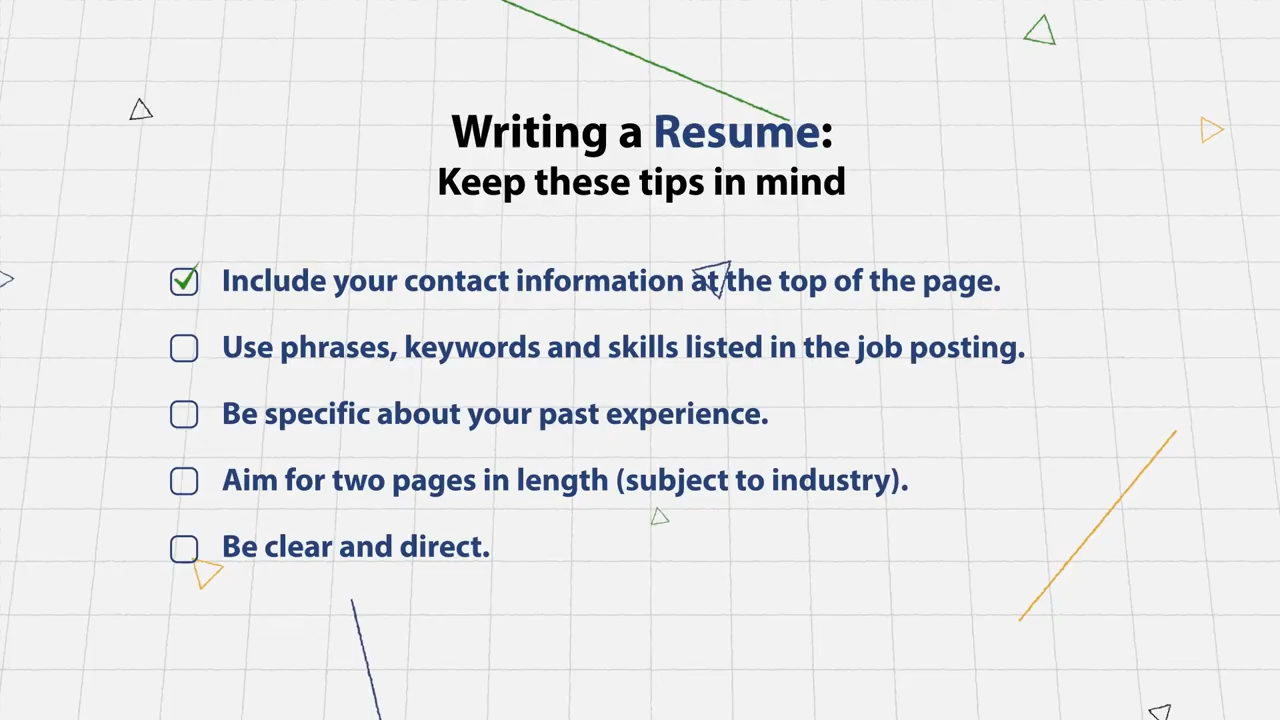 Writing a Resume:
Keep these tips in mind
Include your contact information at the top of the page.
Use phrases, keywords and skills listed in the job posting.
Be specific about your past experience.
Aim for two pages in length (subject to industry).
Be clear and direct.